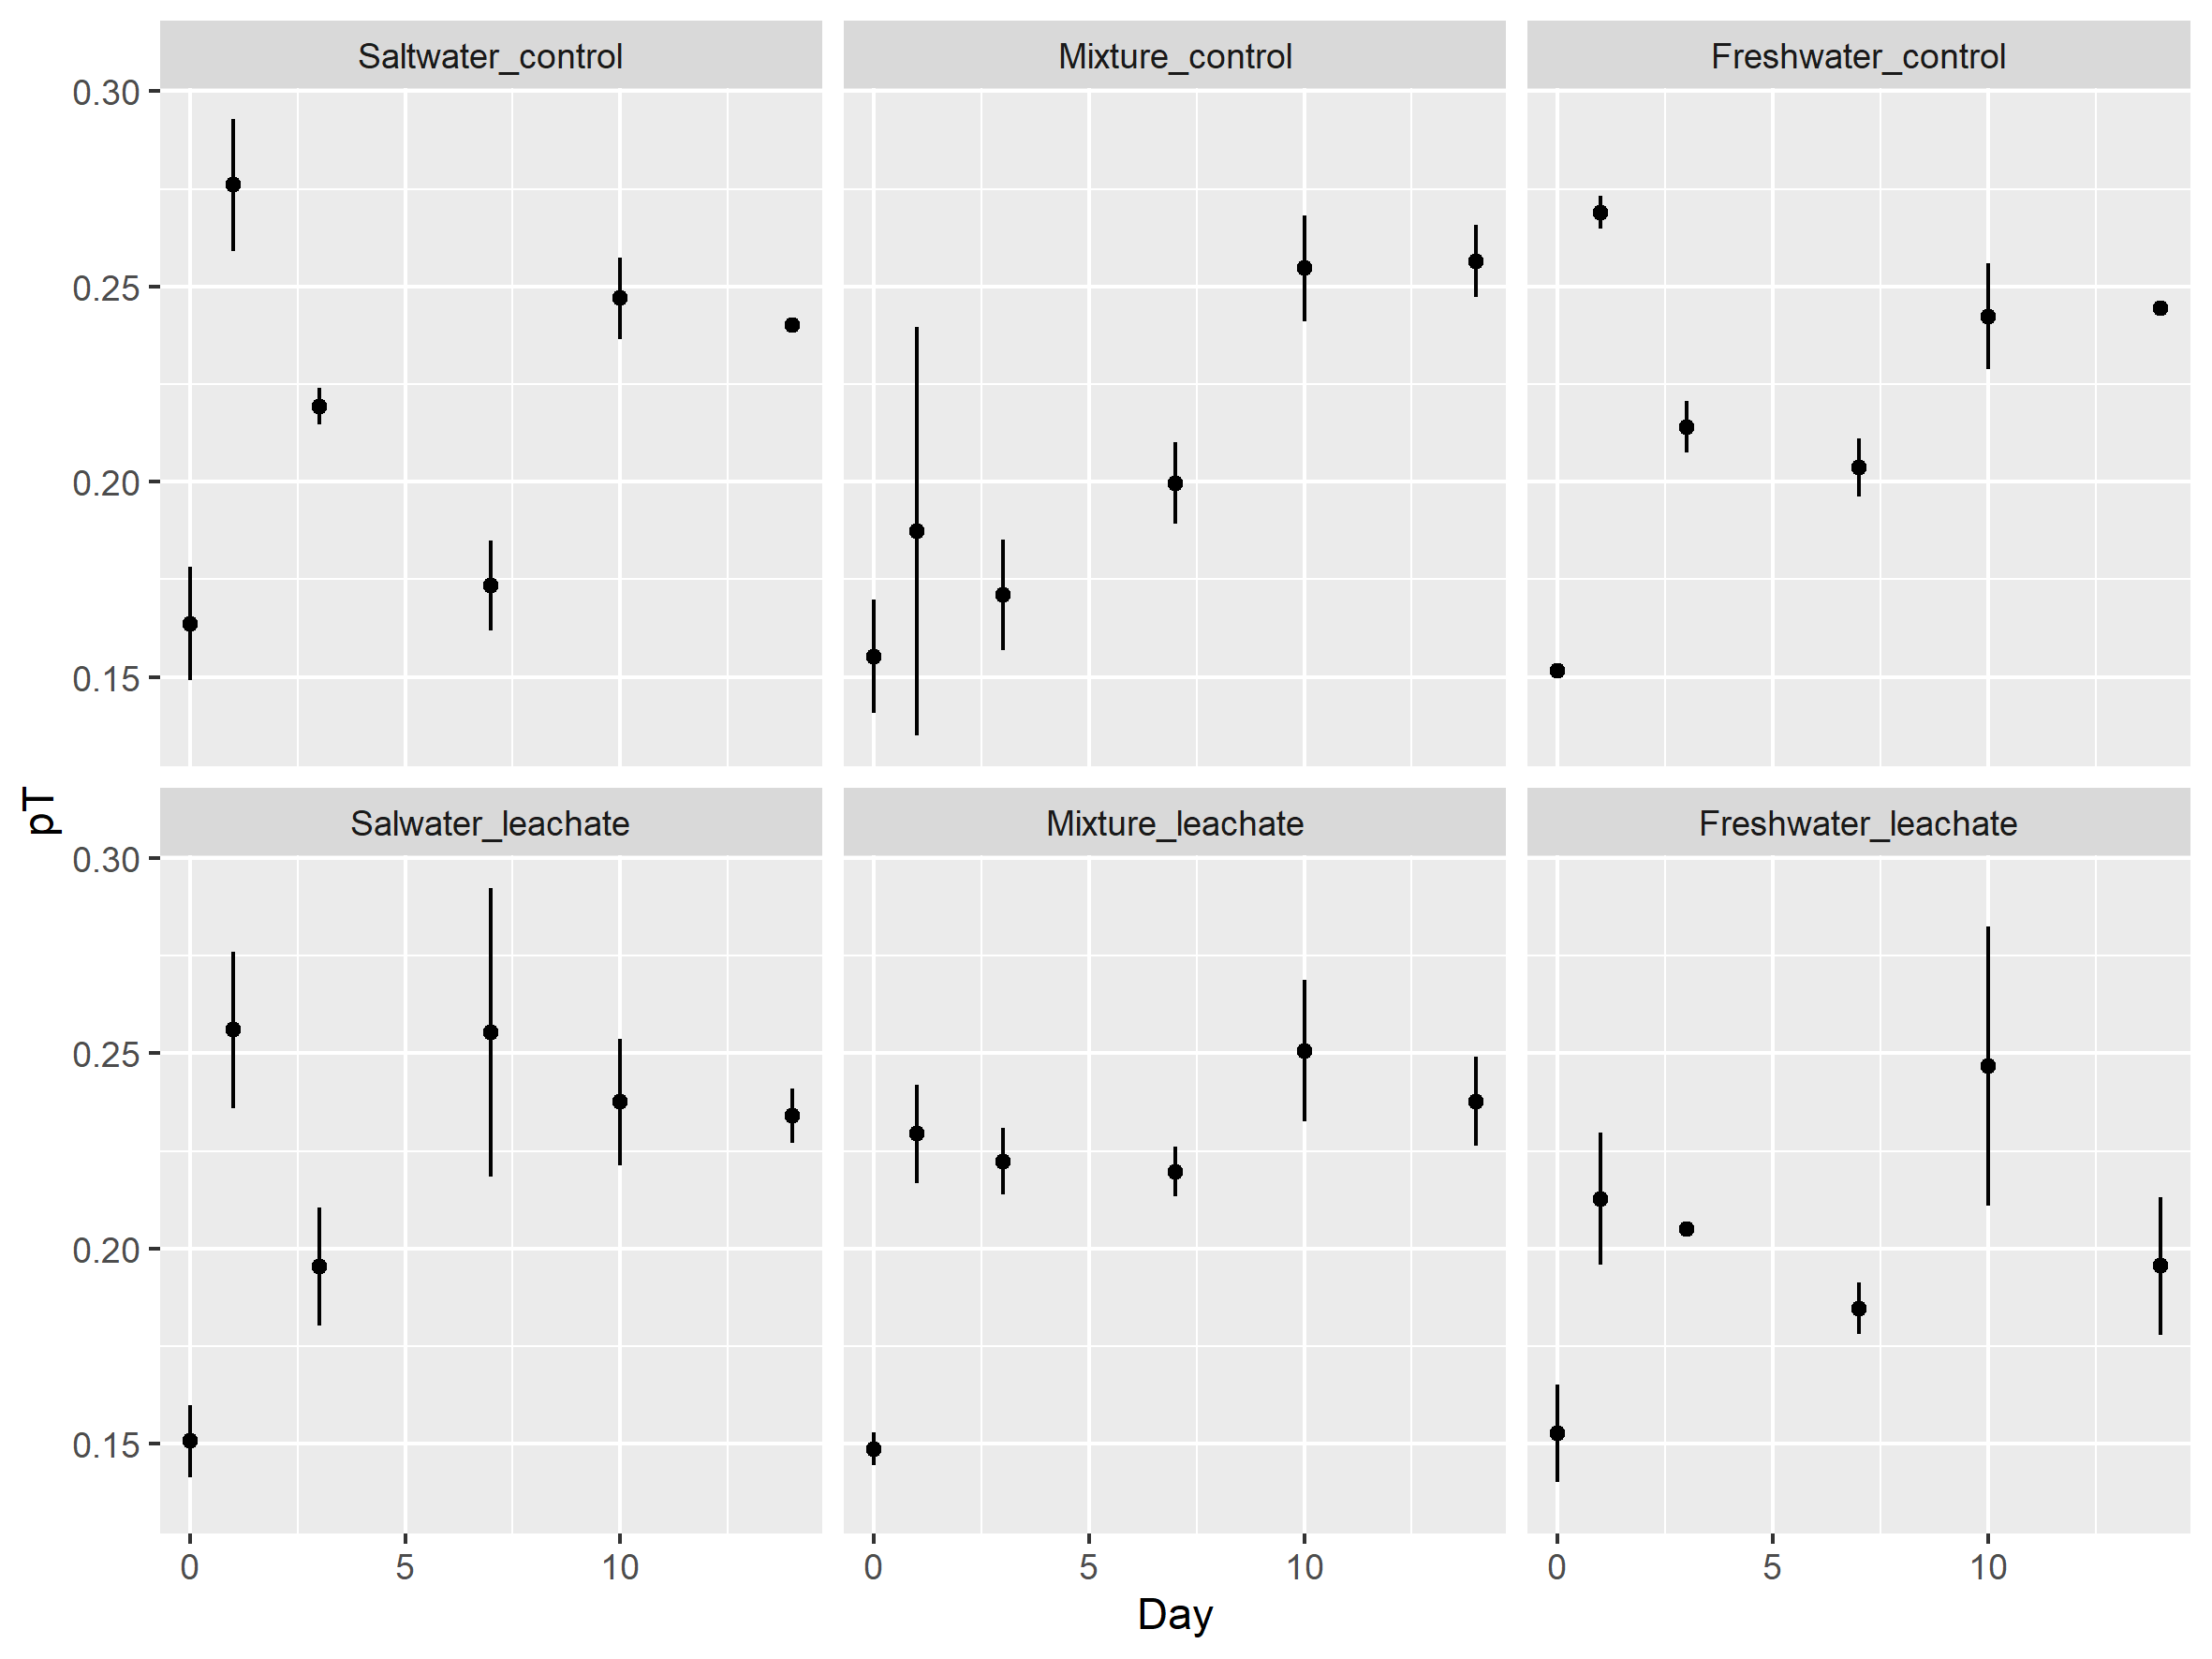 Saltwater_control Mixture_control Freshwater_control
0.30
0.25
0.20
0.15
pT
Salwater_leachate Mixture_leachate Freshwater_leachate
0.30
0.25
0.20
0.15
0 5 10 0 5 10 0 5 10
Day